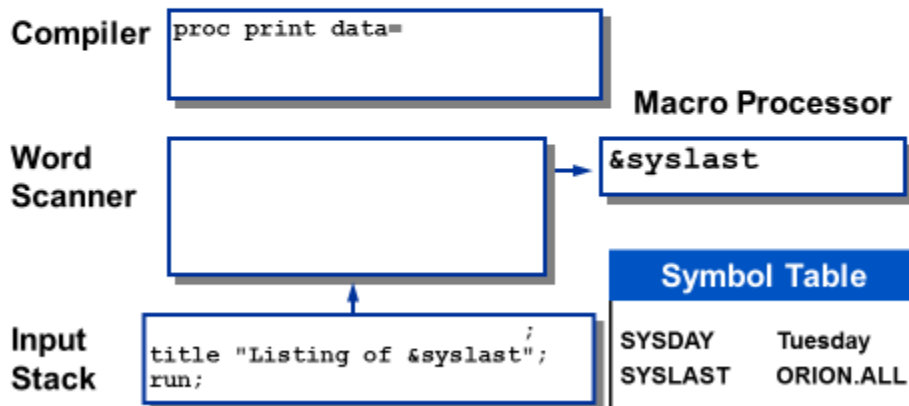 Compiler
proc print data=
Macro Processor
Word
Scanner
&syslast
Symbol Table
Input
Stack
;
title "Listing of &syslast";
run;
SYSDAY Tuesday
SYSLAST ORION.ALL